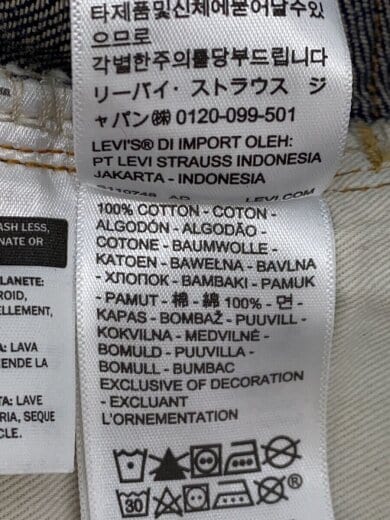 타제품및신체에묻어날수있
으므로
각별한주의를당부드립니다
リーバイ・ストラウス ジ
ャパン㈱ 0120-099-501
LEVI'S® DI IMPORT OLEH:
PT LEVI STRAUSS INDONESIA
JAKARTA - INDONESIA
LEVI.COM
100% COTTON - COTON -
ALGODÓN - ALGODÃO -
COTONE - BAUMWOLLE -
KATOEN - BAWEŁNA - BAVLNA
- ХЛОПОК - BAMBAKI - PAMUK
- PAMUT - 棉 - 綿 100% - 면 -
KAPAS - BOMBAŽ - PUUVILL -
KOKVILNA - MEDVILNĖ -
BOMULD - PUUVILLA -
BOMULL - BUMBAC
EXCLUSIVE OF DECORATION
- EXCLUANT
L'ORNEMENTATION
30
®
ASH LESS,
NATE OR
PLANETE:
ROID,
ELLEMENT,
: LAVA
ENDE LA
TA: LAVE
RIA, SEQUE
CLE.